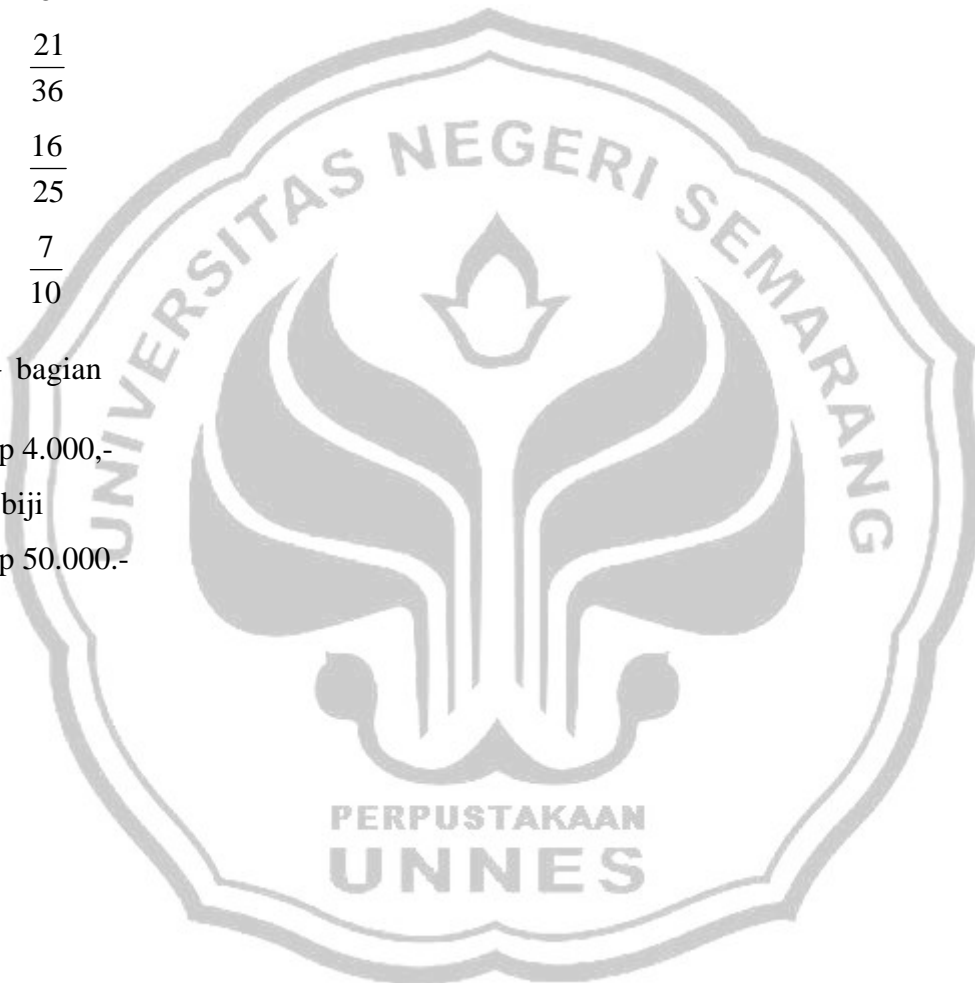 21/36
16/25
7/10
bagian
p 4.000,-
biji
p 50.000.-
UNIVERSITAS NEGERI SEMARANG
PERPUSTAKAAN
UNNES